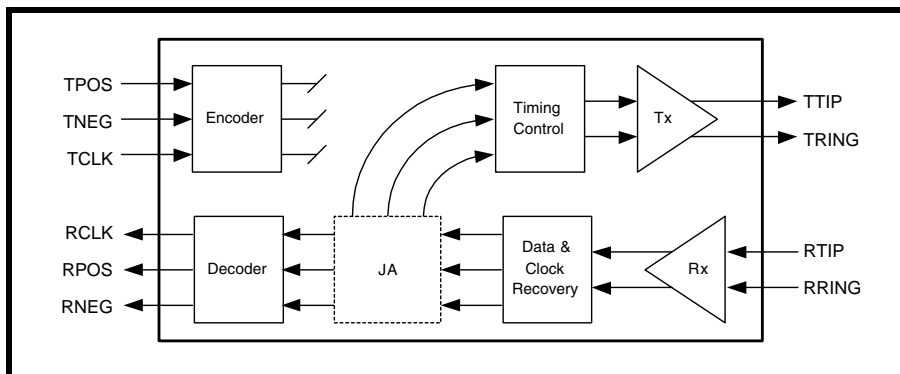 TPOS
TNEG
TCLK
Encoder
Timing
Control
Tx
TTIP
TRING
RCLK
RPOS
RNEG
Decoder
JA
Data &
Clock
Recovery
Rx
RTIP
RRING